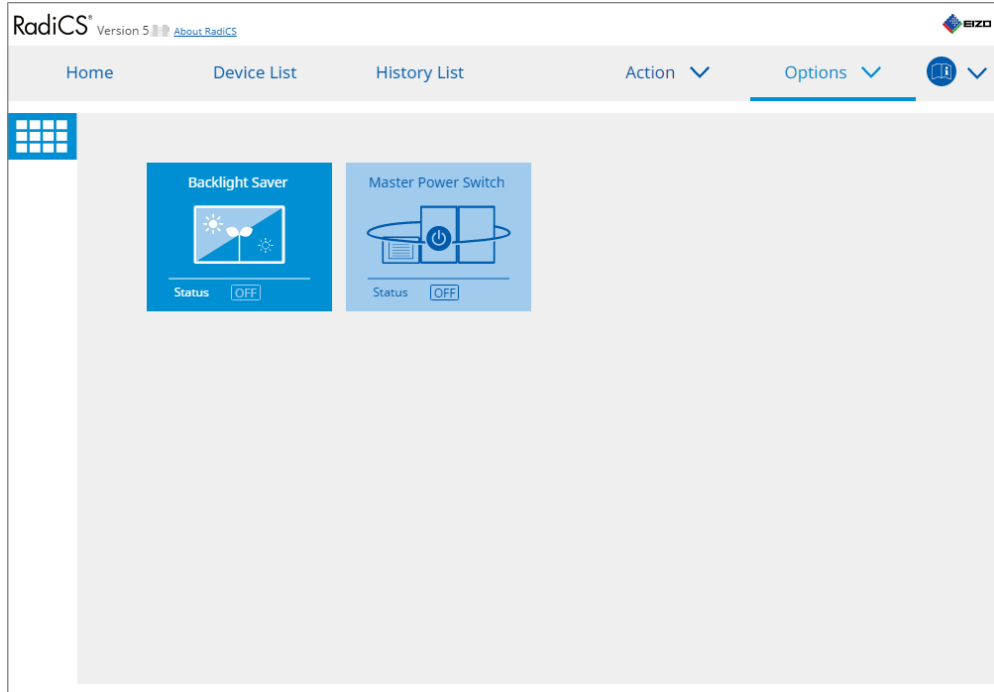 RadiCS® Version 5. About RadiCS
EIZO
Home Device List History List Action Options
Backlight Saver
Master Power Switch
Status OFF
Status OFF